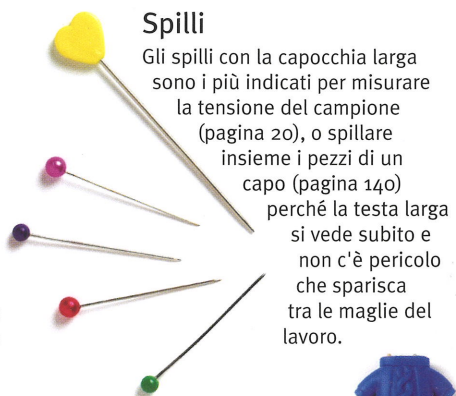 Spilli
Gli spilli con la capocchia larga
sono i più indicati per misurare
la tensione del campione
(pagina 20), o spillare
insieme i pezzi di un
capo (pagina 140)
perché la testa larga
si vede subito e
non c'è pericolo
che sparisca
tra le maglie del
lavoro.